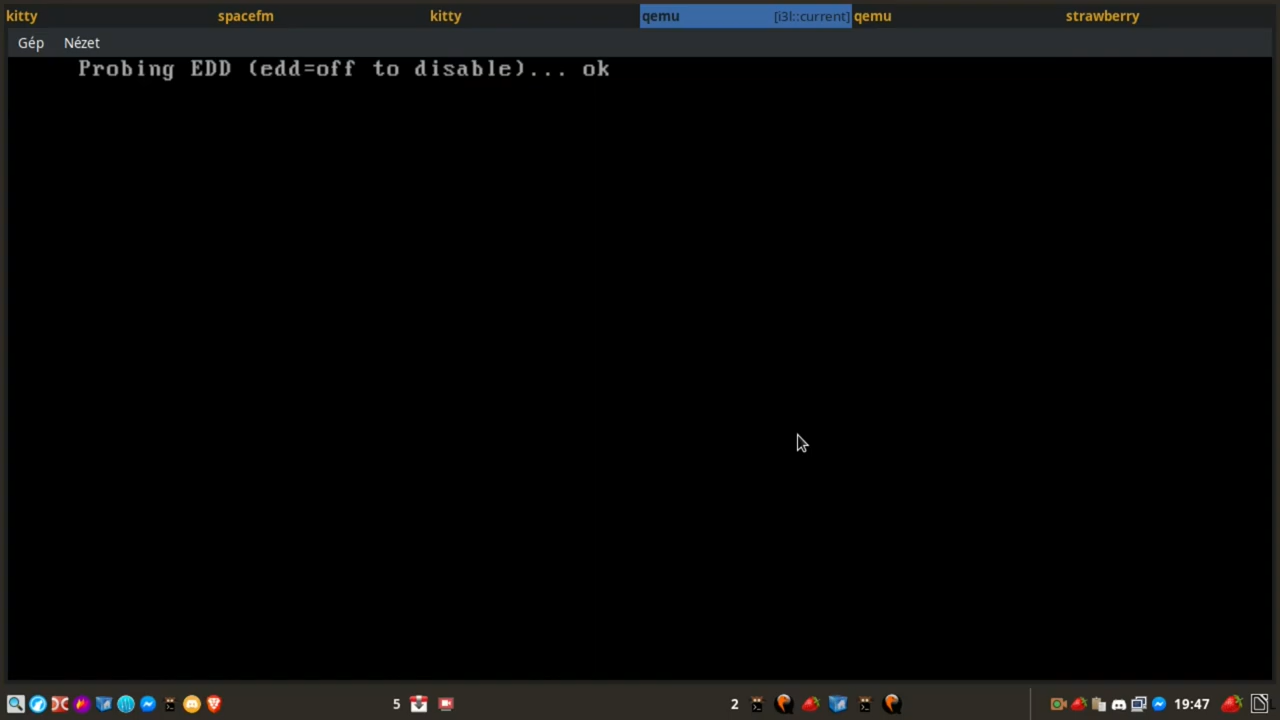 kitty spacefm kitty qemu [i3l::current] qemu strawberry
Gép Nézet
Probing EDD (edd=off to disable)... ok
5 2 19:47